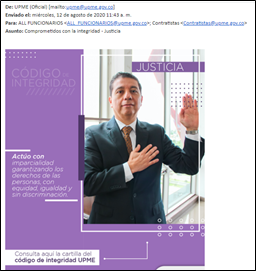 De: UPME (Oficial) [mailto:upme@upme.gov.co]
Enviado el: miércoles, 12 de agosto de 2020 11:43 a. m.
Para: ALL FUNCIONARIOS <ALL_FUNCIONARIOS@upme.gov.co>; Contratistas <Contratistas@upme.gov.co>
Asunto: Comprometidos con la integridad - Justicia
CÓDIGO DE
INTEGRIDAD
JUSTICIA
Actúo con
imparcialidad
garantizando los
derechos de las
personas, con
equidad, igualdad y
sin discriminación.
Consulta aquí la cartilla del
código de integridad UPME